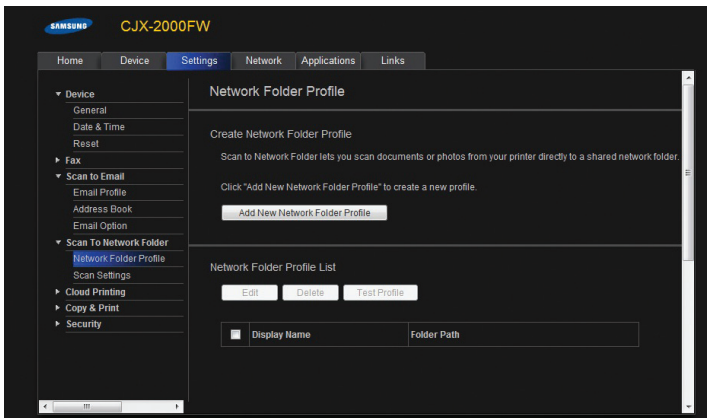 SAMSUNG CJX-2000FW
Home Device Settings Network Applications Links
Device
General
Date & Time
Reset
Fax
Scan to Email
Email Profile
Address Book
Email Option
Scan To Network Folder
Network Folder Profile
Scan Settings
Cloud Printing
Copy & Print
Security
Network Folder Profile
Create Network Folder Profile
Scan to Network Folder lets you scan documents or photos from your printer directly to a shared network folder.
Click "Add New Network Folder Profile" to create a new profile.
Add New Network Folder Profile
Network Folder Profile List
Edit Delete Test Profile
Display Name Folder Path